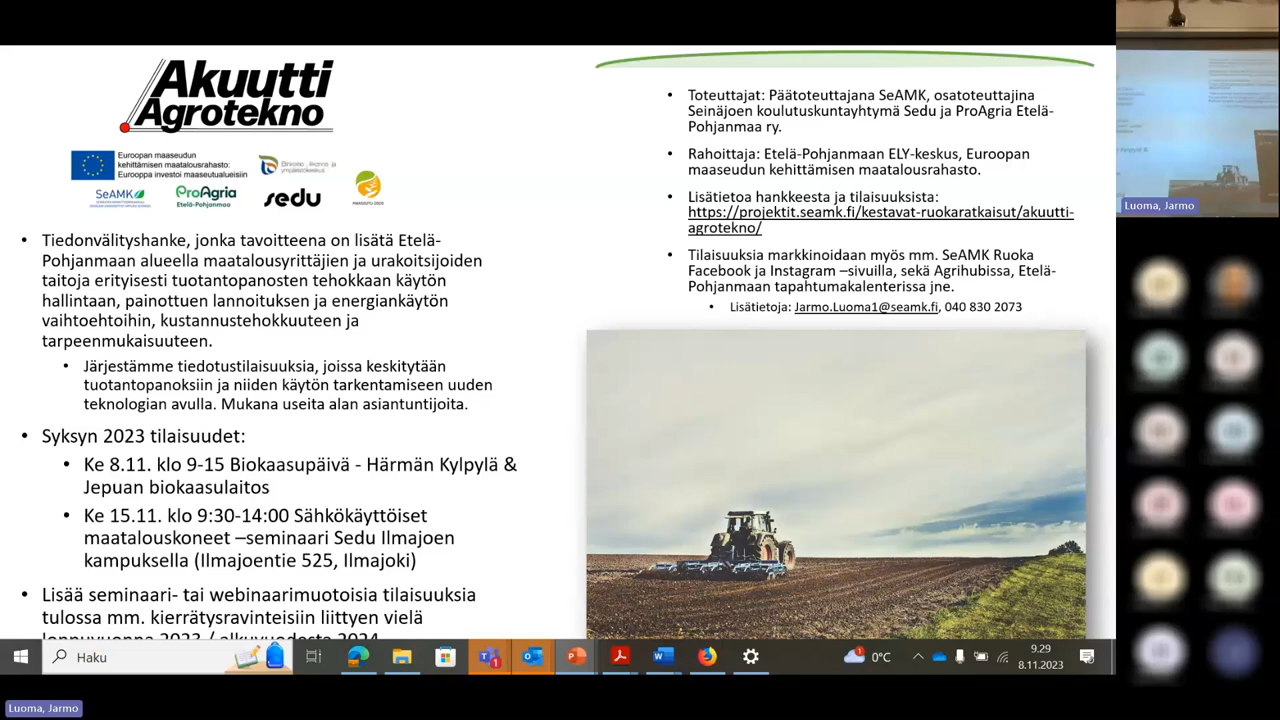 Akuutti
Agrotekno
Euroopan maaseudun
kehittämisen maatalousrahasto:
Eurooppa investoi maaseutualueisiin
SeAMK
ProAgria
Etelä-Pohjanmaa
sedu
• Tiedonvälityshanke, jonka tavoitteena on lisätä Etelä-
Pohjanmaan alueella maatalousyrittäjien ja urakoitsijoiden
taitoja erityisesti tuotantopanosten tehokkaan käytön
hallintaan, painottuen lannoituksen ja energiankäytön
vaihtoehtoihin, kustannustehokkuuteen ja
tarpeenmukaisuuteen.
• Järjestämme tiedotustilaisuuksia, joissa keskitytään
tuotantopanoksiin ja niiden käytön tarkentamiseen uuden
teknologian avulla. Mukana useita alan asiantuntijoita.
• Syksyn 2023 tilaisuudet:
• Ke 8.11. klo 9-15 Biokaasupäivä - Härmän Kylpylä &
Jepuan biokaasulaitos
• Ke 15.11. klo 9:30-14:00 Sähkökäyttöiset
maatalouskoneet –seminaari Sedu Ilmajoen
kampuksella (Ilmajoentie 525, Ilmajoki)
• Lisää seminaari- tai webinaarimuotoisia tilaisuuksia
tulossa mm. kierrätysravinteisiin liittyen vielä
loppuvuonna 2023 / alkuvuodesta 2024
• Toteuttajat: Päätoteuttajana SeAMK, osatoteuttajina
Seinäjoen koulutuskuntayhtymä Sedu ja ProAgria Etelä-
Pohjanmaa ry.
• Rahoittaja: Etelä-Pohjanmaan ELY-keskus, Euroopan
maaseudun kehittämisen maatalousrahasto.
• Lisätietoa hankkeesta ja tilaisuuksista:
https://projektit.seamk.fi/kestavat-ruokaratkaisut/akuutti-
agrotekno/
• Tilaisuuksia markkinoidaan myös mm. SeAMK Ruoka
Facebook ja Instagram –sivuilla, sekä Agrihubissa, Etelä-
Pohjanmaan tapahtumakalenterissa jne.
• Lisätietoja: Jarmo.Luoma1@seamk.fi, 040 830 2073
Luoma, Jarmo
Haku
1
1
0°C
9.29
8.11.2023
Luoma, Jarmo